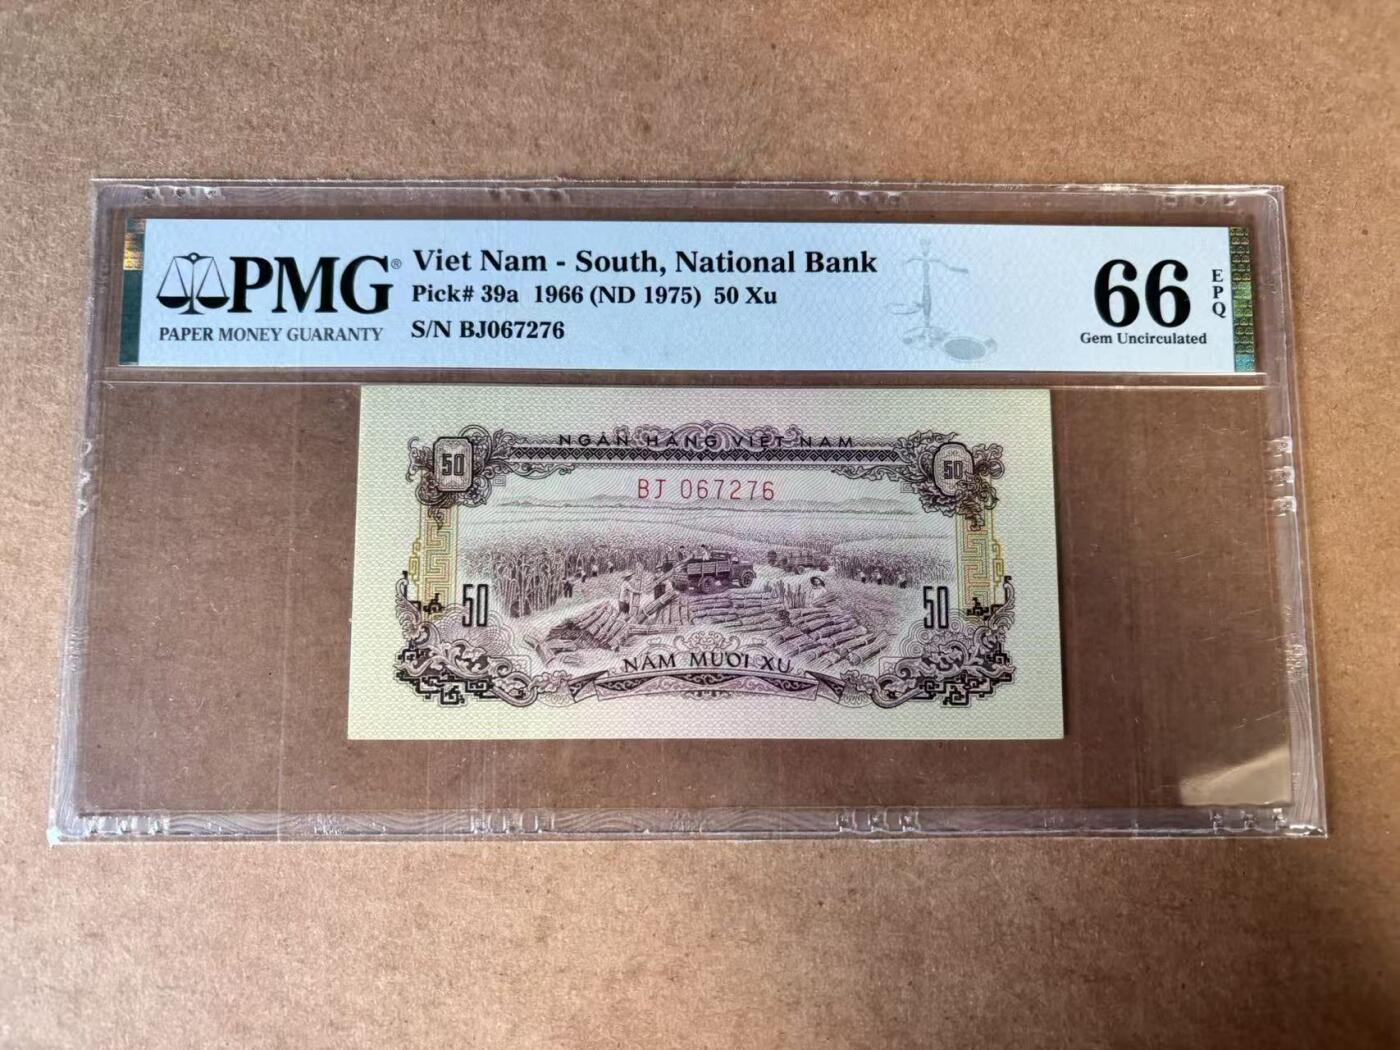 PMG®
PAPER MONEY GUARANTY
Viet Nam - South, National Bank
Pick# 39a 1966 (ND 1975) 50 Xu
S/N BJ067276
66
EPQ
Gem Uncirculated
NGÂN HÀNG VIỆT NAM
50
50
BJ 067276
50
50
NĂM MƯƠI XU